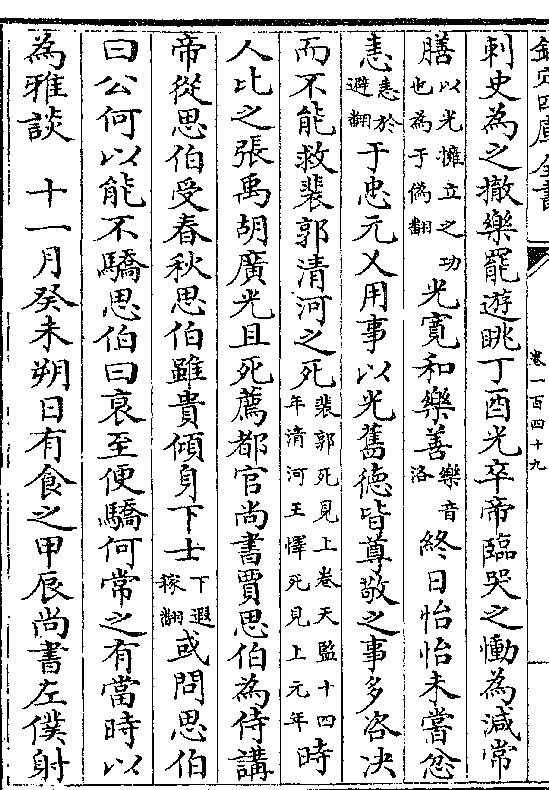 欽定四庫全書
卷一百四十九
刺史為之撤樂罷遊眺丁酉光卒帝臨哭之慟為減常
膳以光擁立之功也為于偽翻光寛和樂善樂音洛終日怡怡未嘗忿
恚恚於避翻于忠元乂用事以光舊德皆尊敬之事多咨决
而不能救裴郭清河之死裴郭死見上卷天監十四年清河王懌死見上元年時
人比之張禹胡廣光且死薦都官尚書賈思伯為侍講
帝從思伯受春秋思伯雖貴傾身下士下遐稼翻或問思伯
曰公何以能不驕思伯曰衰至便驕何常之有當時以
為雅談　十一月癸未朔日有食之甲辰尚書左僕射